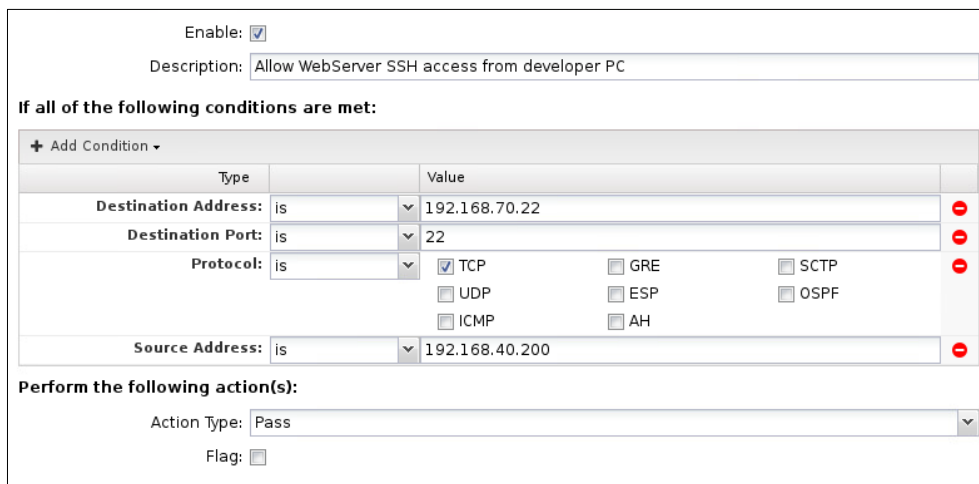 Enable:
Description: Allow WebServer SSH access from developer PC
If all of the following conditions are met:
Add Condition
Type Value
Destination Address: is 192.168.70.22
Destination Port: is 22
Protocol: is TCP GRE SCTP
UDP ESP OSPF
ICMP AH
Source Address: is 192.168.40.200
Perform the following action(s):
Action Type: Pass
Flag: